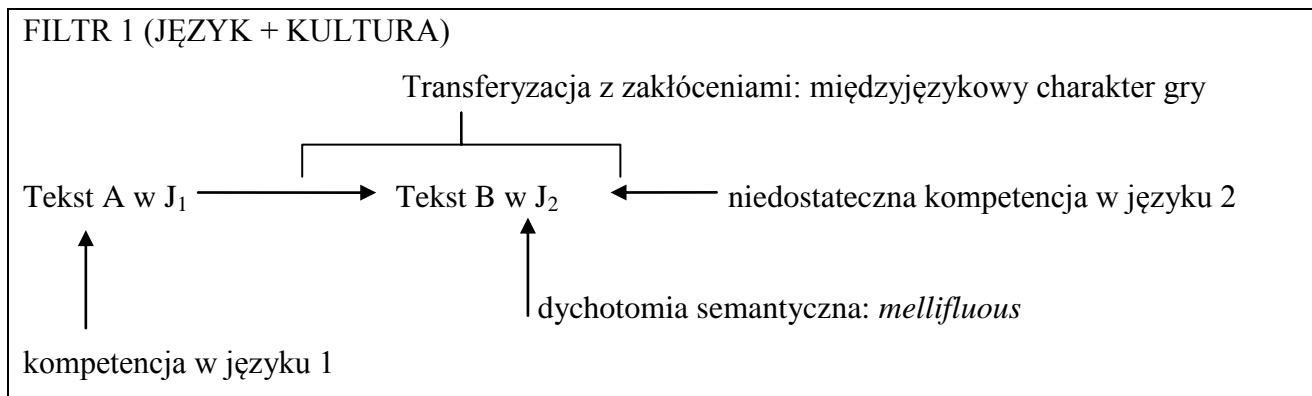 FILTR 1 (JĘZYK + KULTURA)
Transferyzacja z zakłóceniami: międzyjęzykowy charakter gry
Tekst A w J₁ Tekst B w J₂ niedostateczna kompetencja w języku 2
dychotomia semantyczna: mellifluous
kompetencja w języku 1